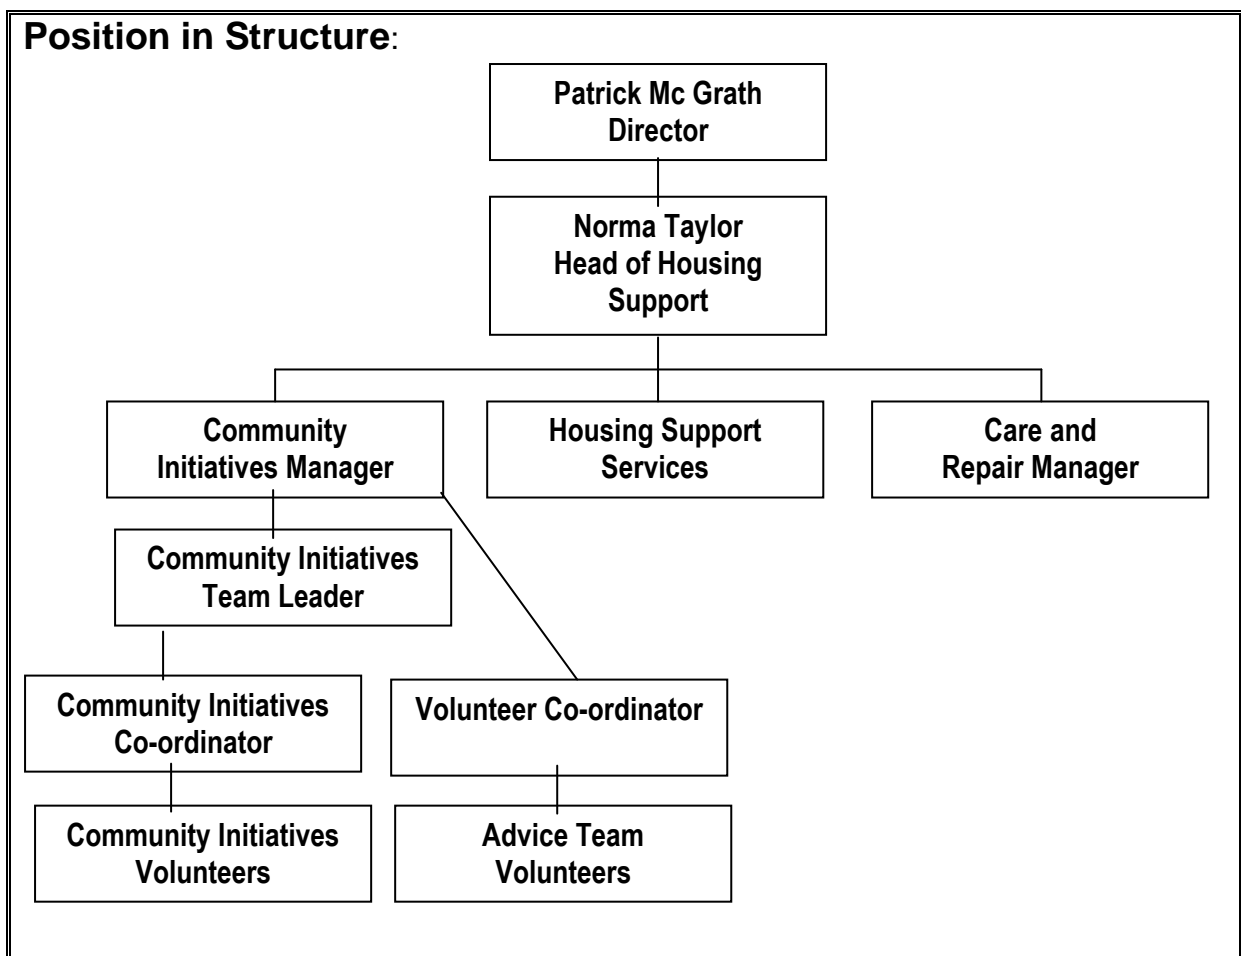 Position in Structure:
Patrick Mc Grath
Director
Norma Taylor
Head of Housing
Support
Community
Initiatives Manager
Housing Support
Services
Care and
Repair Manager
Community Initiatives
Team Leader
Community Initiatives
Co-ordinator
Volunteer Co-ordinator
Community Initiatives
Volunteers
Advice Team
Volunteers